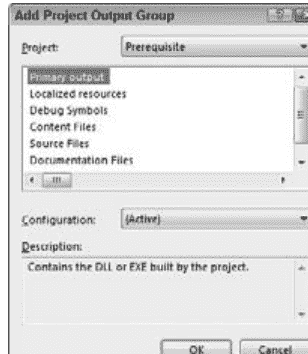 Add Project Output Group
Project: Prerequisite
Primary output
Localized resources
Debug Symbols
Content Files
Source Files
Documentation Files
Configuration: (Active)
Description:
Contains the DLL or EXE built by the project.
OK Cancel